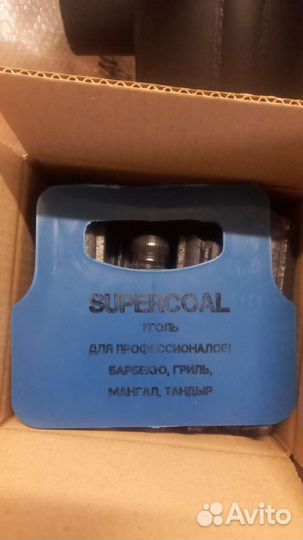 SUPERCOAL
УГОЛЬ
ДЛЯ ПРОФЕССИОНАЛОВ!
БАРБЕКЮ, ГРИЛЬ,
МАНГАЛ, ТАНДЫР
Avito